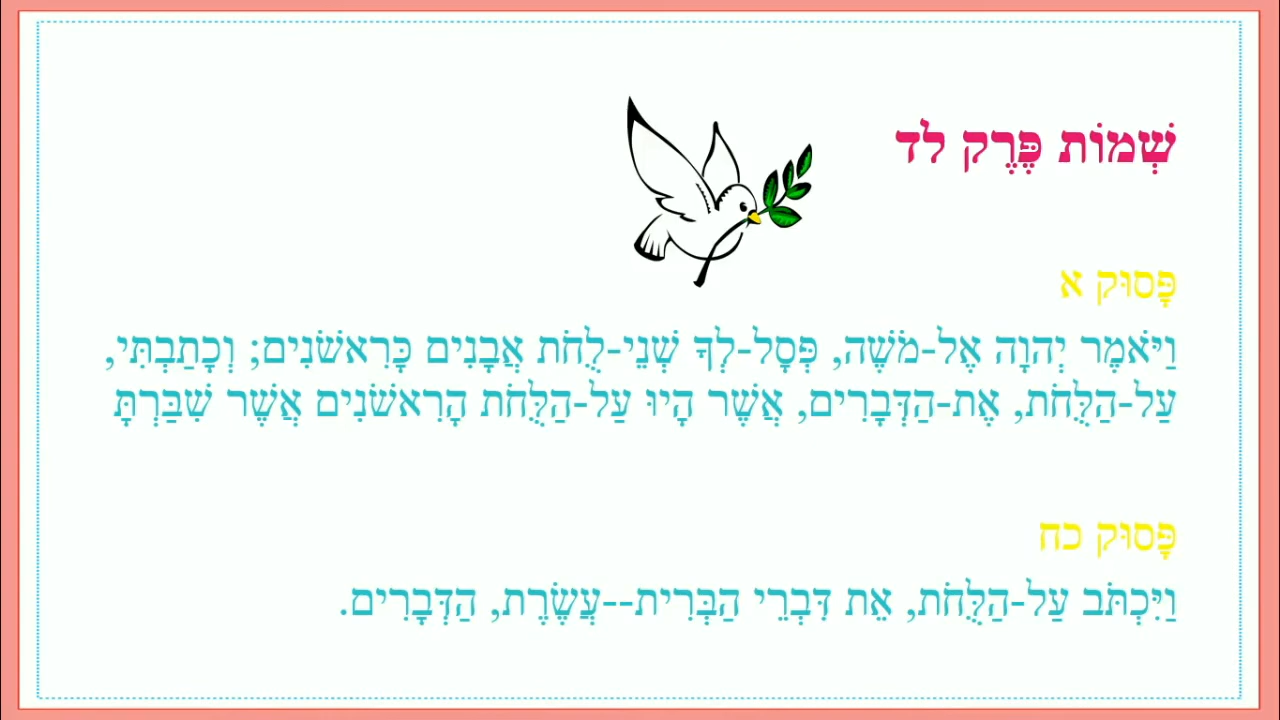 שְׁמוֹת פֶּרֶק לד
פָּסוּק א
וַיֹּאמֶר יְהוָה אֶל-מֹשֶׁה, פְּסָל-לְךָ שְׁנֵי-לֻחֹת אֲבָנִים כָּרִאשֹׁנִים; וְכָתַבְתִּי,
עַל-הַלֻּחֹת, אֶת-הַדְּבָרִים, אֲשֶׁר הָיוּ עַל-הַלֻּחֹת הָרִאשֹׁנִים אֲשֶׁר שִׁבַּרְתָּ
פָּסוּק כח
וַיִּכְתֹּב עַל-הַלֻּחֹת, אֵת דִּבְרֵי הַבְּרִית--עֲשֶׂרֶת, הַדְּבָרִים.